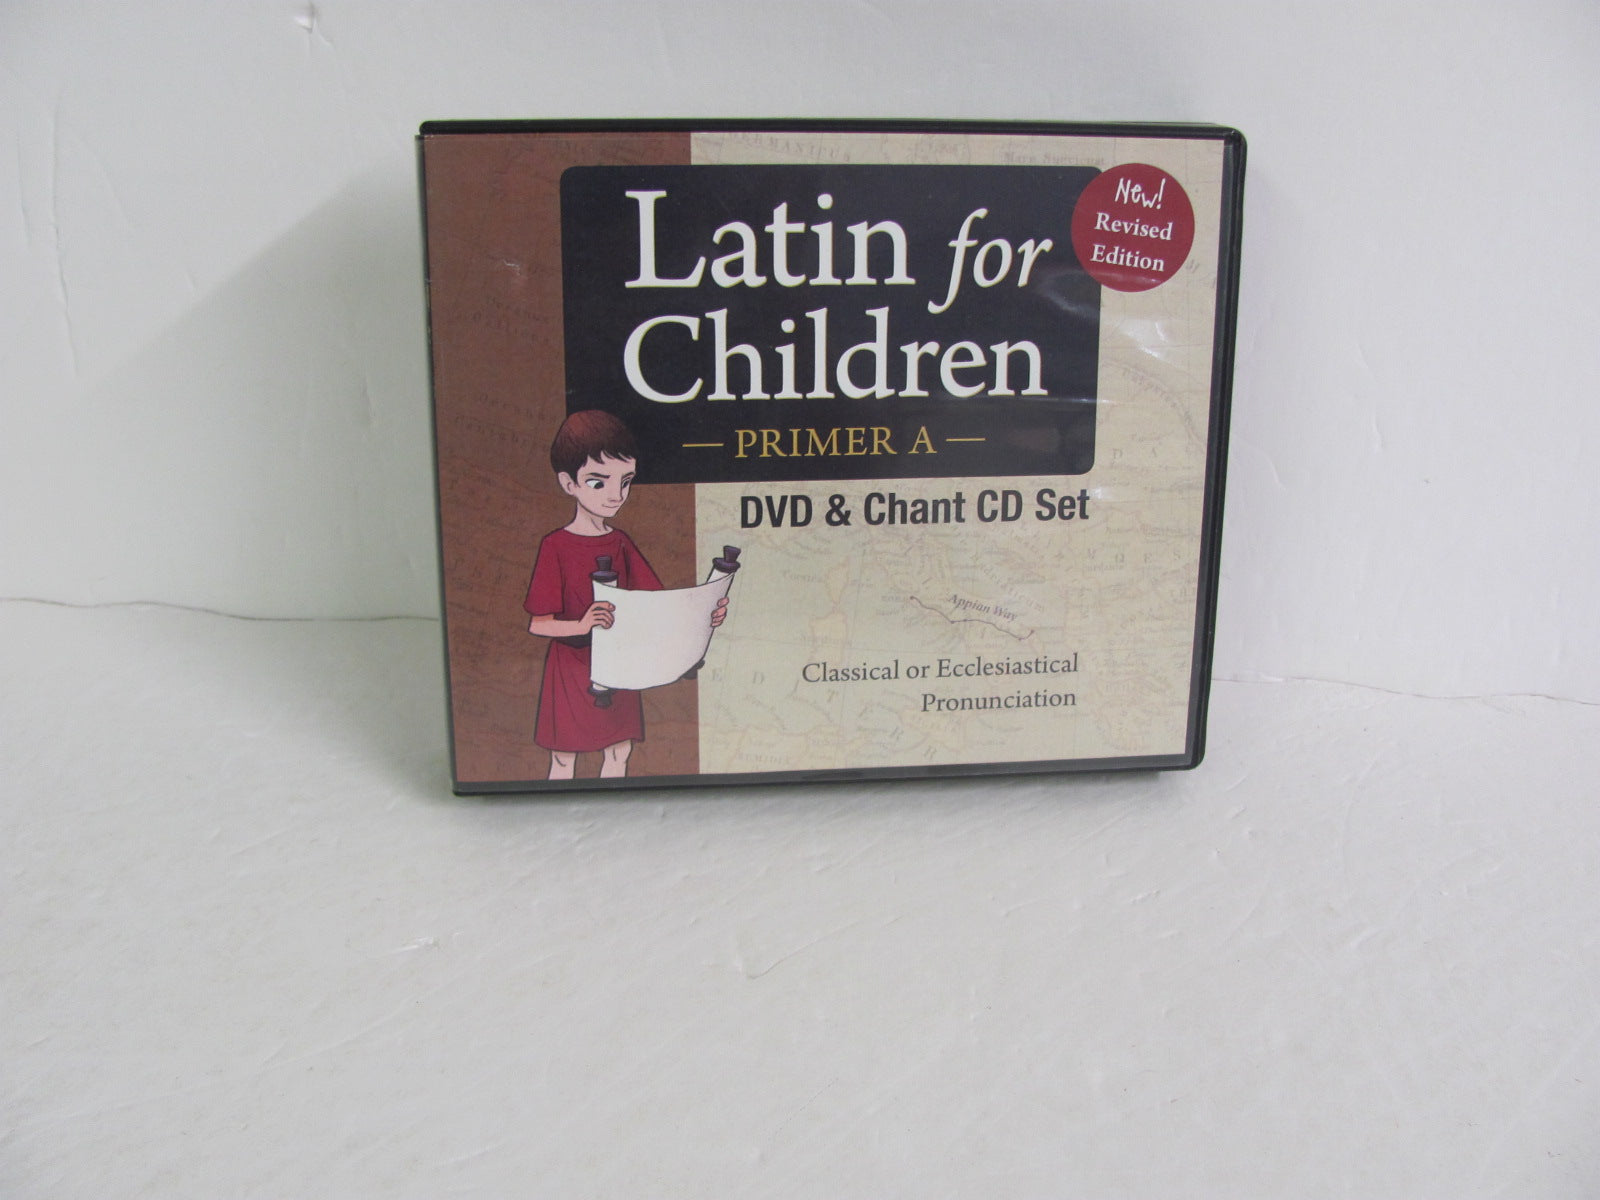 Latin for
Children
— PRIMER A —
New!
Revised
Edition
DVD & Chant CD Set
Appian Way
Classical or Ecclesiastical
Pronunciation